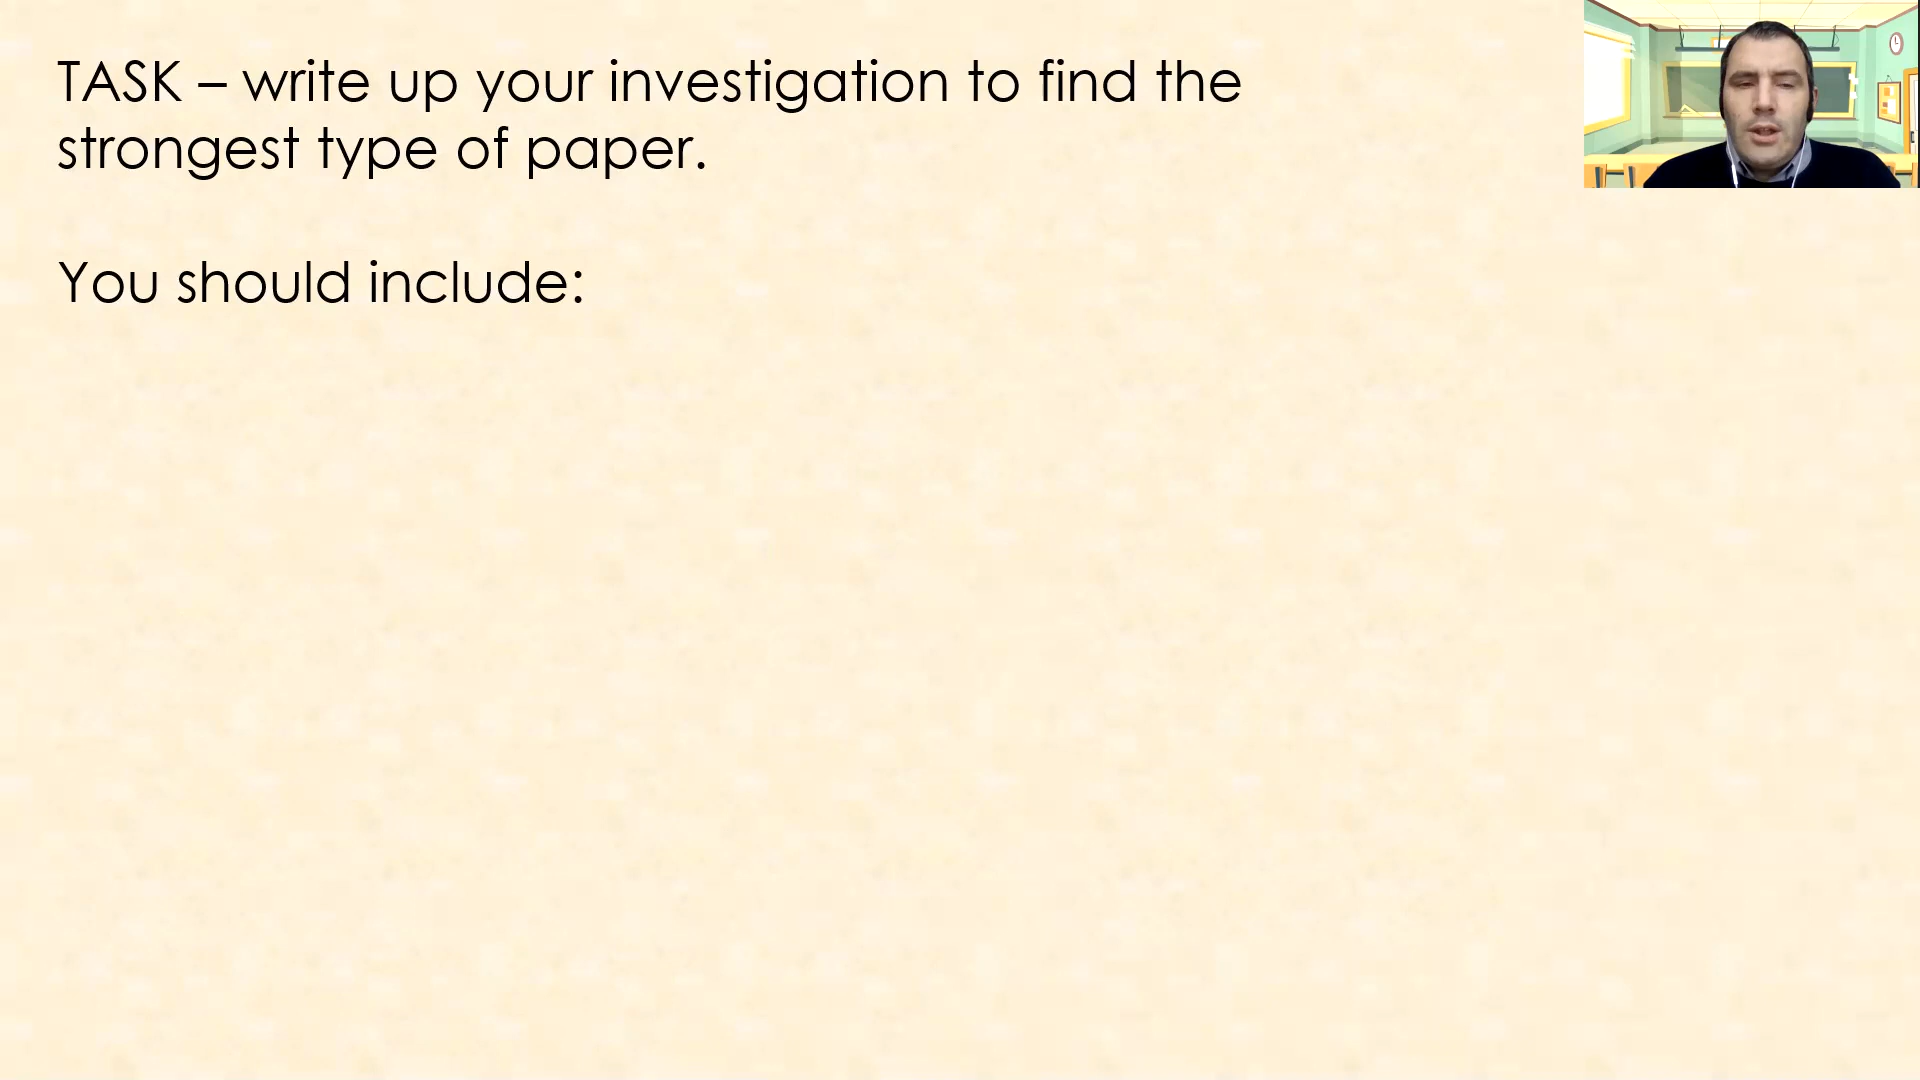 TASK – write up your investigation to find the
strongest type of paper.
You should include: